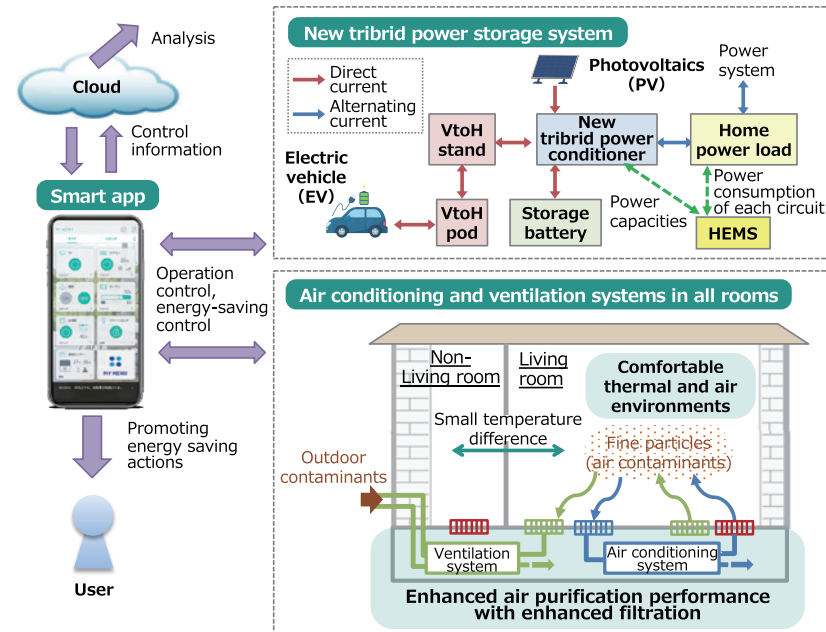 Analysis
Cloud
Control
information
Smart app
MY MENU
Operation
control,
energy-saving
control
Promoting
energy saving
actions
User
New tribrid power storage system
Direct
current
Alternating
current
Photovoltaics
(PV)
Power
system
VtoH
stand
New
tribrid power
conditioner
Home
power load
Electric
vehicle
(EV)
VtoH
pod
Storage
battery
Power
capacities
Power
consumption
of each circuit
HEMS
Air conditioning and ventilation systems in all rooms
Non-
Living room
Living
room
Comfortable
thermal and air
environments
Small temperature
difference
Fine particles
(air contaminants)
Outdoor
contaminants
Ventilation
system
Air conditioning
system
Enhanced air purification performance
with enhanced filtration